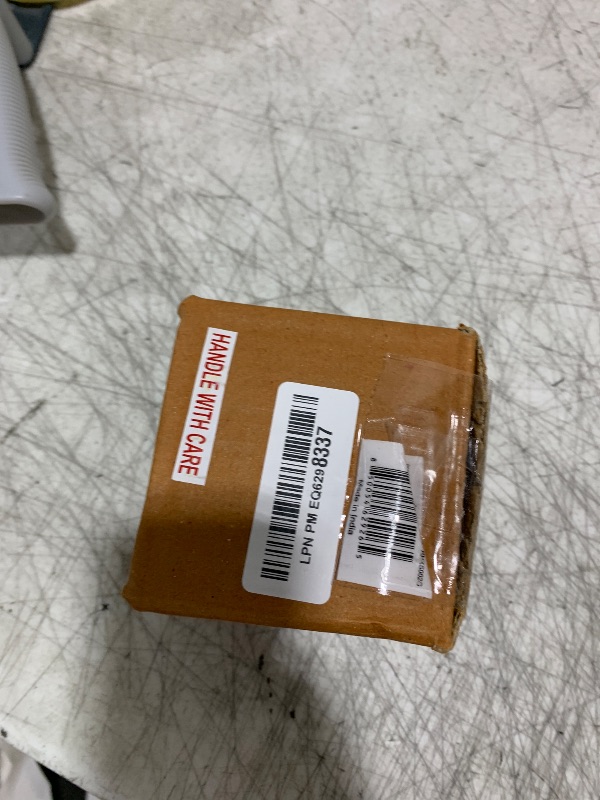 HANDLE WITH CARE
LPN PM EQ6298337
Made in India